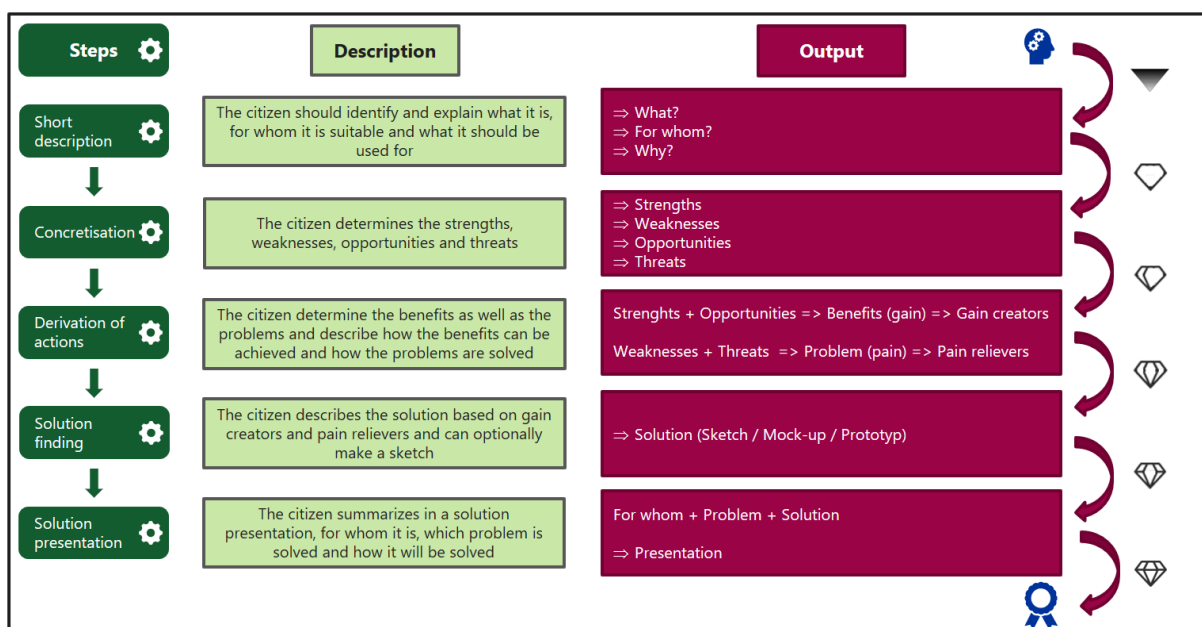 Steps
Description
Output
Short
description
The citizen should identify and explain what it is,
for whom it is suitable and what it should be
used for
⇒ What?
⇒ For whom?
⇒ Why?
Concretisation
The citizen determines the strengths,
weaknesses, opportunities and threats
⇒ Strengths
⇒ Weaknesses
⇒ Opportunities
⇒ Threats
Derivation of
actions
The citizen determine the benefits as well as the
problems and describe how the benefits can be
achieved and how the problems are solved
Strenghts + Opportunities => Benefits (gain) => Gain creators
Weaknesses + Threats => Problem (pain) => Pain relievers
Solution
finding
The citizen describes the solution based on gain
creators and pain relievers and can optionally
make a sketch
⇒ Solution (Sketch / Mock-up / Prototyp)
Solution
presentation
The citizen summarizes in a solution
presentation, for whom it is, which problem is
solved and how it will be solved
For whom + Problem + Solution
⇒ Presentation